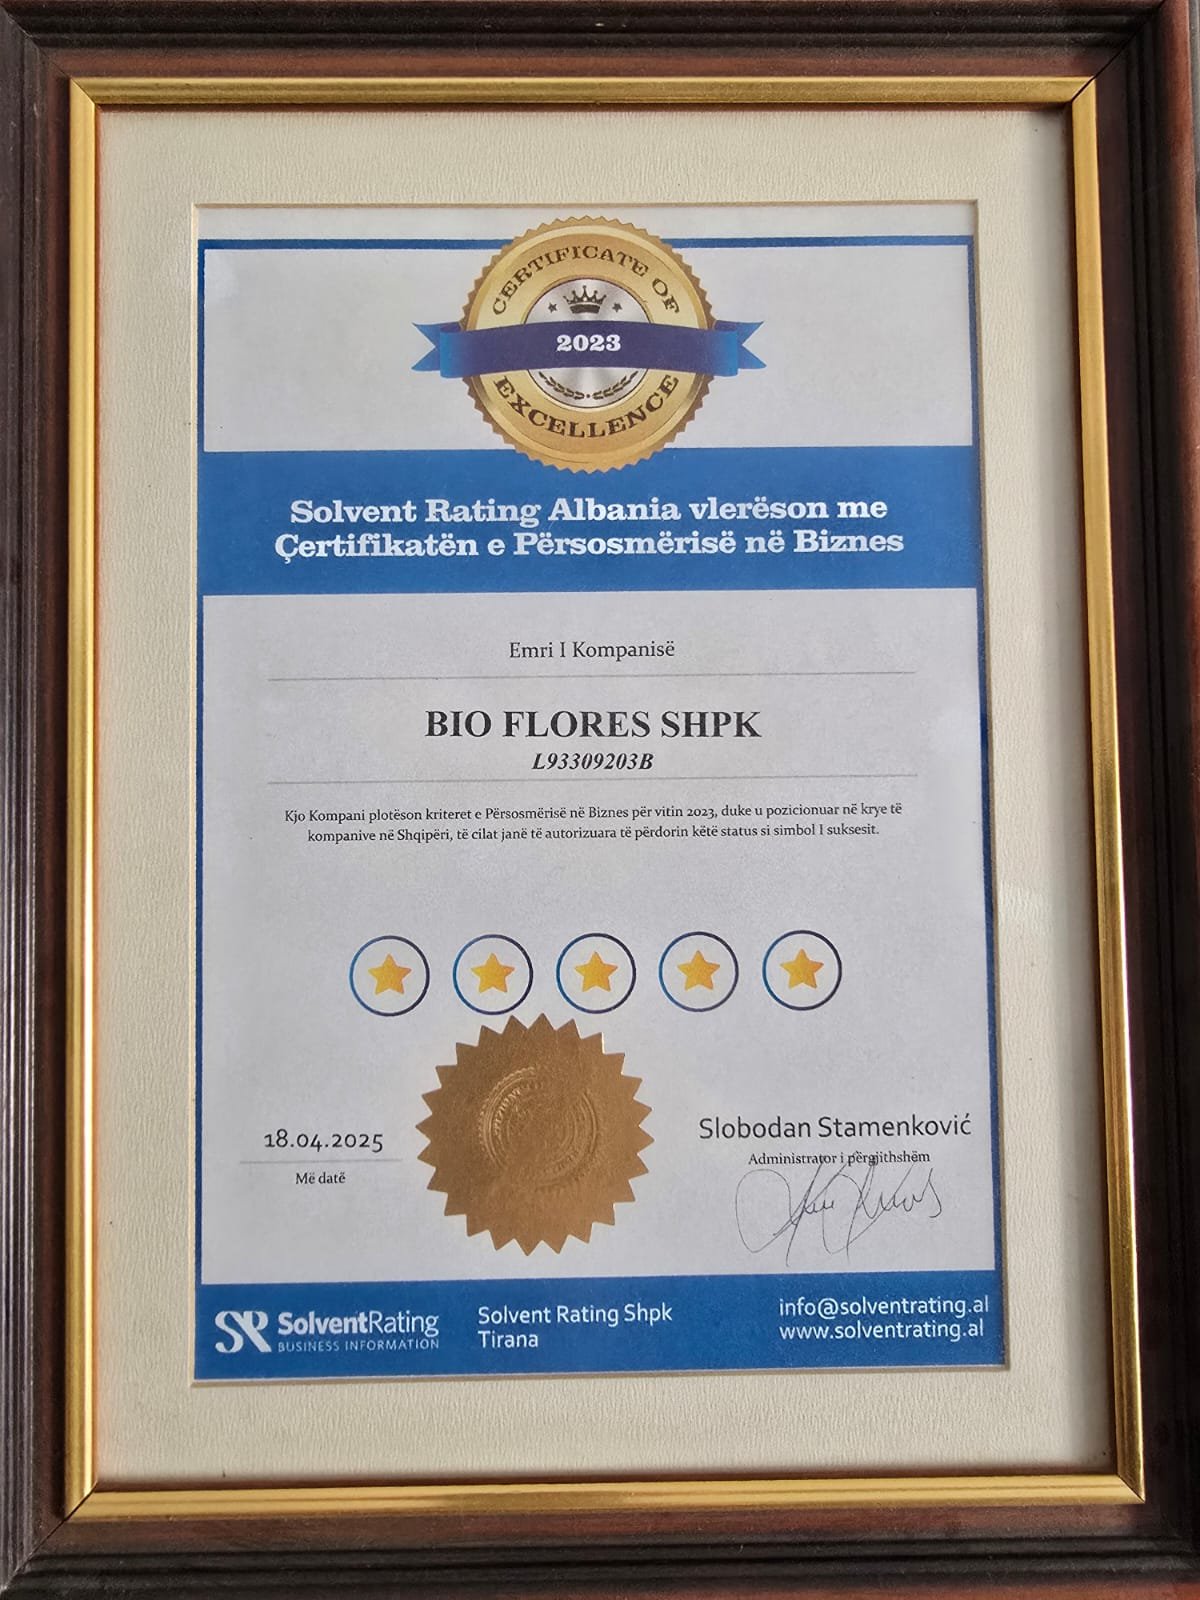 CERTIFICATE OF
2023
EXCELLENCE
Solvent Rating Albania vlerëson me
Çertifikatën e Përsosmërisë në Biznes
Emri I Kompanisë
BIO FLORES SHPK
L93309203B
Kjo Kompani plotëson kriteret e Përsosmërisë në Biznes për vitin 2023, duke u pozicionuar në krye të
kompanive në Shqipëri, të cilat janë të autorizuara të përdorin këtë status si simbol I suksesit.
18.04.2025
Më datë
Slobodan Stamenković
Administrator i përgjithshëm
SR SolventRating
BUSINESS INFORMATION
Solvent Rating Shpk
Tirana
info@solventrating.al
www.solventrating.al